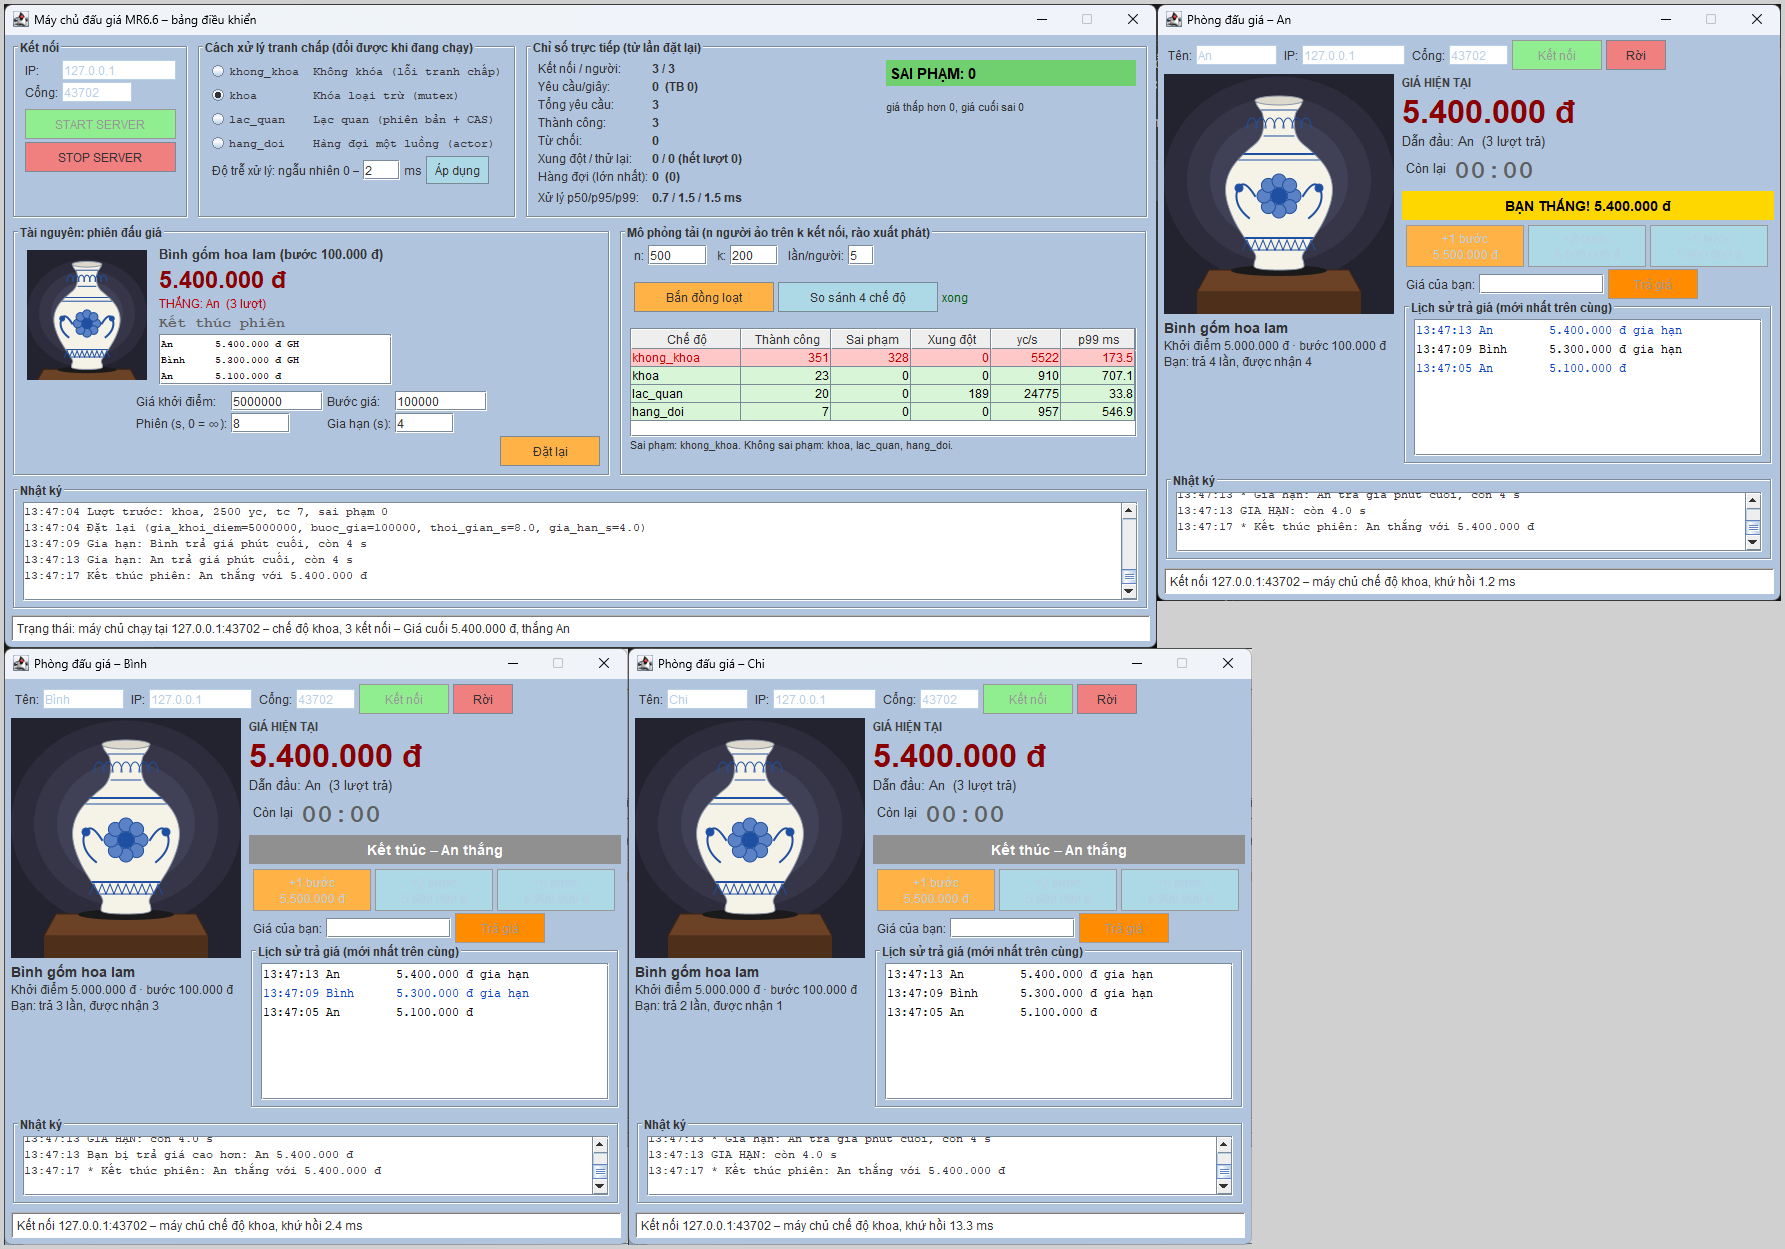 Máy chủ đấu giá MR6.6 – bảng điều khiển
Kết nối
IP: 127.0.0.1
Cổng: 43702
START SERVER
STOP SERVER
Cách xử lý tranh chấp (đổi được khi đang chạy)
khong_khoa Không khóa (lỗi tranh chấp)
khoa Khóa loại trừ (mutex)
lac_quan Lạc quan (phiên bản + CAS)
hang_doi Hàng đợi một luồng (actor)
Độ trễ xử lý: ngẫu nhiên 0 – 2 ms Áp dụng
Chỉ số trực tiếp (từ lần đặt lại)
Kết nối / người: 3 / 3
Yêu cầu/giây: 0 (TB 0)
Tổng yêu cầu: 3
Thành công: 3
Từ chối: 0
Xung đột / thử lại: 0 / 0 (hết lượt 0)
Hàng đợi (lớn nhất): 0 (0)
Xử lý p50/p95/p99: 0.7 / 1.5 / 1.5 ms
SAI PHẠM: 0
giá thấp hơn 0, giá cuối sai 0
Tài nguyên: phiên đấu giá
Bình gốm hoa lam (bước 100.000 đ)
5.400.000 đ
THẮNG: An (3 lượt)
Kết thúc phiên
An 5.400.000 đ GH
Bình 5.300.000 đ GH
An 5.100.000 đ
Giá khởi điểm: 5000000 Bước giá: 100000
Phiên (s, 0 = ∞): 8 Gia hạn (s): 4
Đặt lại
Mô phỏng tải (n người ảo trên k kết nối, rào xuất phát)
n: 500 k: 200 lần/người: 5
Bắn đồng loạt So sánh 4 chế độ xong
Chế độ Thành công Sai phạm Xung đột yc/s p99 ms
khong_khoa 351 328 0 5522 173.5
khoa 23 0 0 910 707.1
lac_quan 20 0 189 24775 33.8
hang_doi 7 0 0 957 546.9
Sai phạm: khong_khoa. Không sai phạm: khoa, lac_quan, hang_doi.
Nhật ký
13:47:04 Lượt trước: khoa, 2500 yc, tc 7, sai phạm 0
13:47:04 Đặt lại (gia_khoi_diem=5000000, buoc_gia=100000, thoi_gian_s=8.0, gia_han_s=4.0)
13:47:09 Gia hạn: Bình trả giá phút cuối, còn 4 s
13:47:13 Gia hạn: An trả giá phút cuối, còn 4 s
13:47:17 Kết thúc phiên: An thắng với 5.400.000 đ
Trạng thái: máy chủ chạy tại 127.0.0.1:43702 – chế độ khoa, 3 kết nối – Giá cuối 5.400.000 đ, thắng An
Phòng đấu giá – An
Tên: An IP: 127.0.0.1 Cổng: 43702 Kết nối Rời
GIÁ HIỆN TẠI
5.400.000 đ
Dẫn đầu: An (3 lượt trả)
Còn lại 00:00
BẠN THẮNG! 5.400.000 đ
+1 bước
5.500.000 đ
Giá của bạn: Trả giá
Lịch sử trả giá (mới nhất trên cùng)
13:47:13 An 5.400.000 đ gia hạn
13:47:09 Bình 5.300.000 đ gia hạn
13:47:05 An 5.100.000 đ
Bình gốm hoa lam
Khởi điểm 5.000.000 đ · bước 100.000 đ
Bạn: trả 4 lần, được nhận 4
Nhật ký
13:47:13 * Gia hạn: An trả giá phút cuối, còn 4 s
13:47:13 GIA HẠN: còn 4.0 s
13:47:17 * Kết thúc phiên: An thắng với 5.400.000 đ
Kết nối 127.0.0.1:43702 – máy chủ chế độ khoa, khứ hồi 1.2 ms
Phòng đấu giá – Bình
Tên: Bình IP: 127.0.0.1 Cổng: 43702 Kết nối Rời
GIÁ HIỆN TẠI
5.400.000 đ
Dẫn đầu: An (3 lượt trả)
Còn lại 00:00
Kết thúc – An thắng
+1 bước
5.500.000 đ
Giá của bạn: Trả giá
Lịch sử trả giá (mới nhất trên cùng)
13:47:13 An 5.400.000 đ gia hạn
13:47:09 Bình 5.300.000 đ gia hạn
13:47:05 An 5.100.000 đ
Bình gốm hoa lam
Khởi điểm 5.000.000 đ · bước 100.000 đ
Bạn: trả 3 lần, được nhận 3
Nhật ký
13:47:13 GIA HẠN: còn 4.0 s
13:47:13 Bạn bị trả giá cao hơn: An 5.400.000 đ
13:47:17 * Kết thúc phiên: An thắng với 5.400.000 đ
Kết nối 127.0.0.1:43702 – máy chủ chế độ khoa, khứ hồi 2.4 ms
Phòng đấu giá – Chi
Tên: Chi IP: 127.0.0.1 Cổng: 43702 Kết nối Rời
GIÁ HIỆN TẠI
5.400.000 đ
Dẫn đầu: An (3 lượt trả)
Còn lại 00:00
Kết thúc – An thắng
+1 bước
5.500.000 đ
Giá của bạn: Trả giá
Lịch sử trả giá (mới nhất trên cùng)
13:47:13 An 5.400.000 đ gia hạn
13:47:09 Bình 5.300.000 đ gia hạn
13:47:05 An 5.100.000 đ
Bình gốm hoa lam
Khởi điểm 5.000.000 đ · bước 100.000 đ
Bạn: trả 2 lần, được nhận 1
Nhật ký
13:47:13 * Gia hạn: An trả giá phút cuối, còn 4 s
13:47:13 GIA HẠN: còn 4.0 s
13:47:17 * Kết thúc phiên: An thắng với 5.400.000 đ
Kết nối 127.0.0.1:43702 – máy chủ chế độ khoa, khứ hồi 13.3 ms